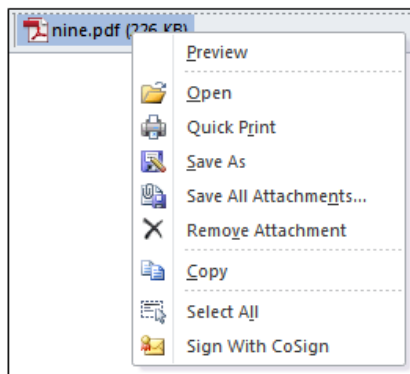 nine.pdf (226 KB)
Preview
Open
Quick Print
Save As
Save All Attachments...
Remove Attachment
Copy
Select All
Sign With CoSign